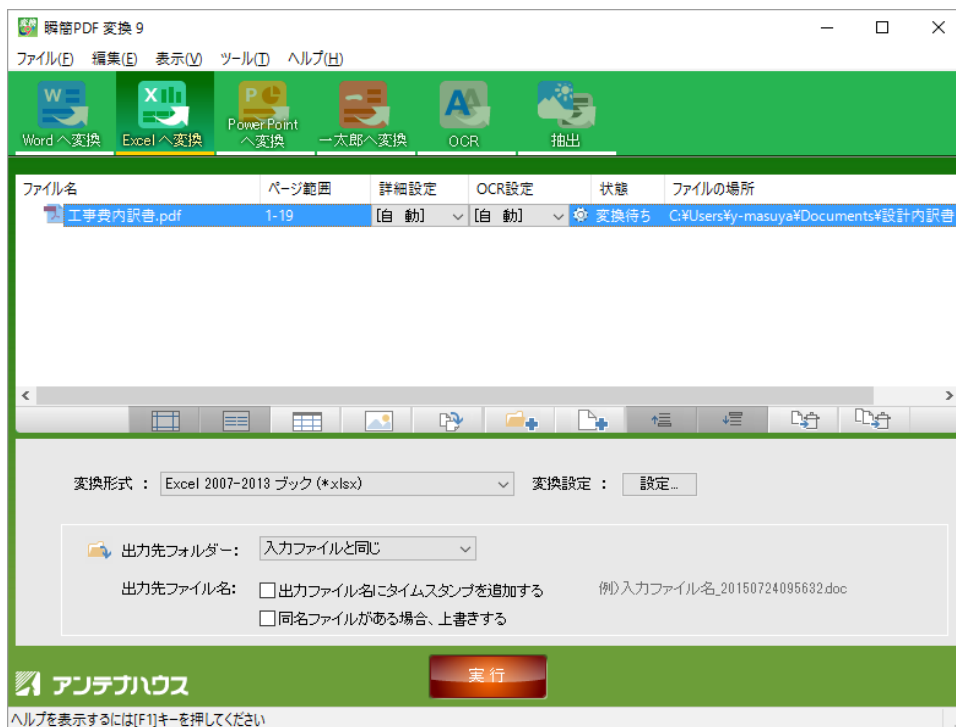 瞬簡PDF 変換 9
ファイル(F) 編集(E) 表示(V) ツール(T) ヘルプ(H)
Word へ変換 Excel へ変換 PowerPoint へ変換 一太郎へ変換 OCR 抽出
ファイル名 ページ範囲 詳細設定 OCR設定 状態 ファイルの場所
工事費内訳書.pdf 1-19 [自 動] [自 動] 変換待ち C:¥Users¥y-masuya¥Documents¥設計内訳書
変換形式 : Excel 2007-2013 ブック (*.xlsx) 変換設定 : 設定...
出力先フォルダー: 入力ファイルと同じ
出力先ファイル名: 出力ファイル名にタイムスタンプを追加する 例)入力ファイル名_20150724095632.doc
同名ファイルがある場合、上書きする
実行
アンテナハウス
ヘルプを表示するには[F1]キーを押してください